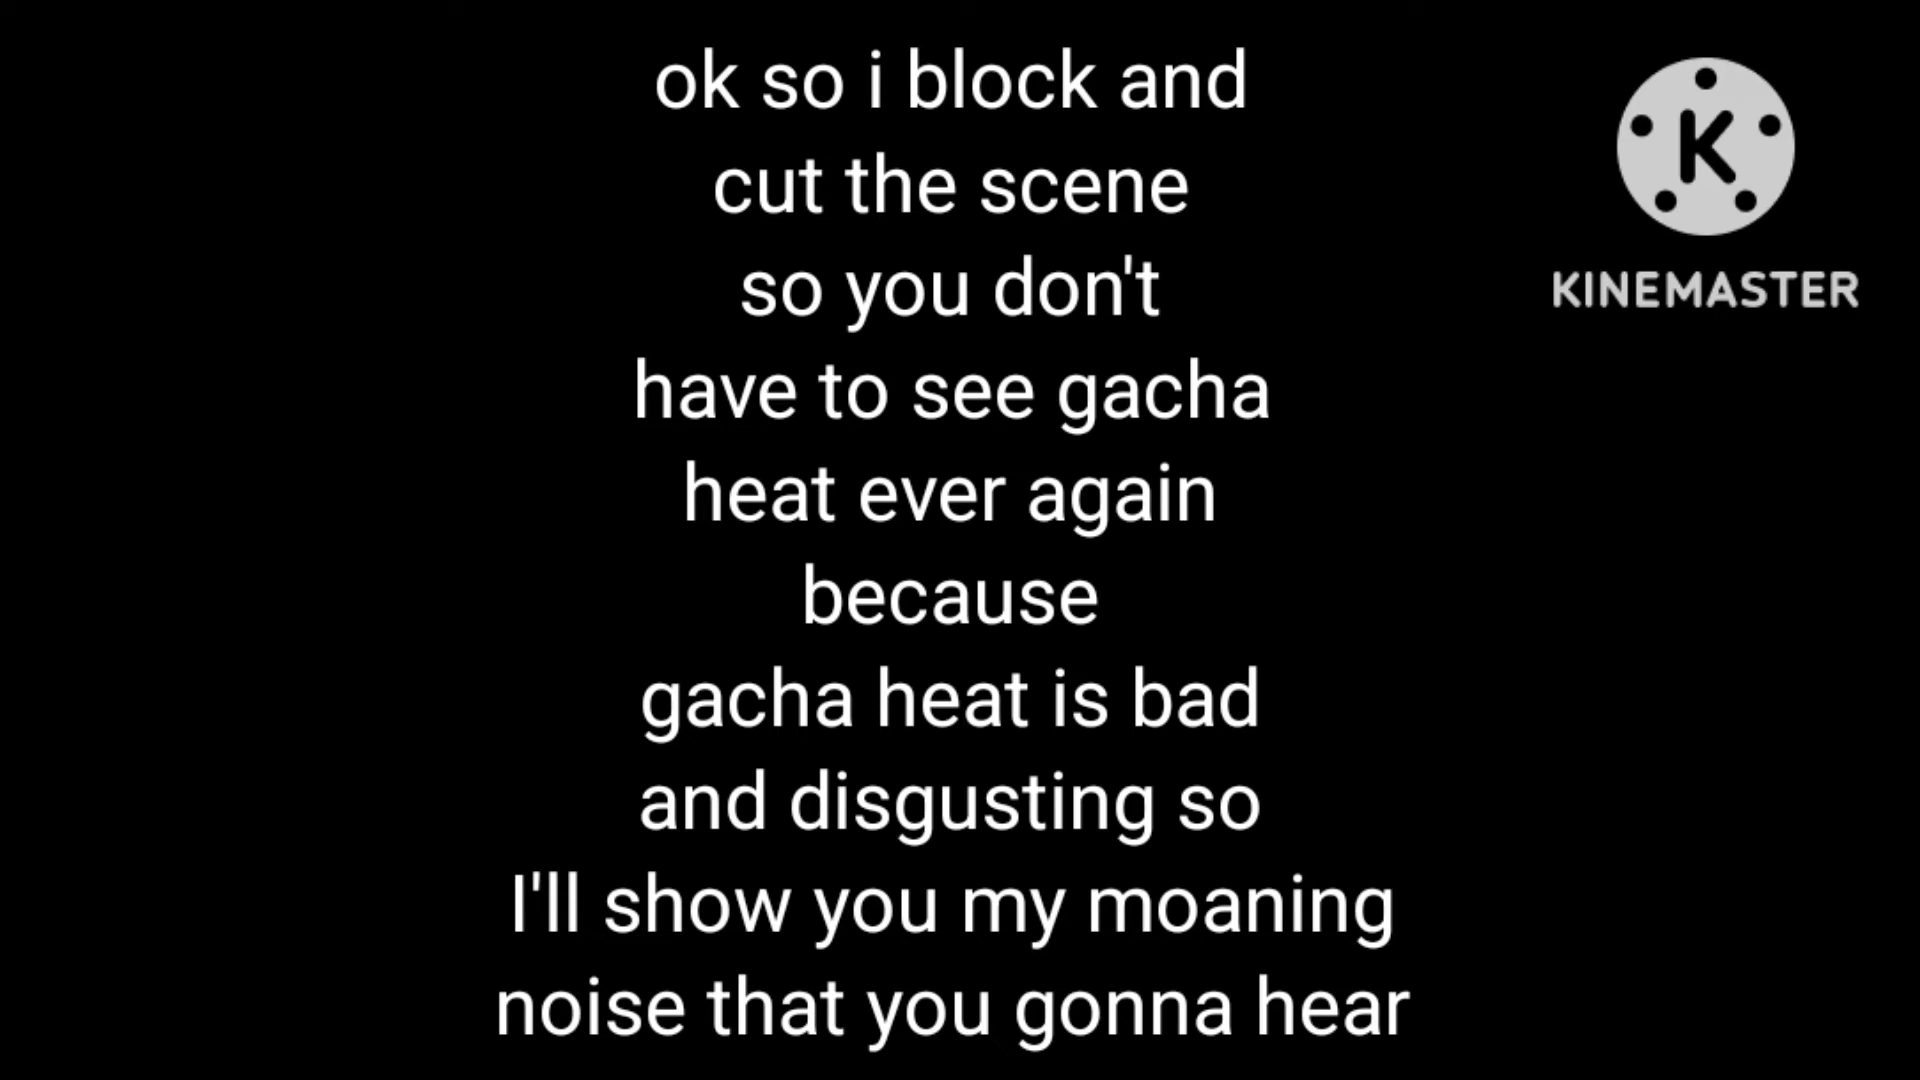 ok so i block and
cut the scene
so you don't
have to see gacha
heat ever again
because
gacha heat is bad
and disgusting so
I'll show you my moaning
noise that you gonna hear
K
KINEMASTER